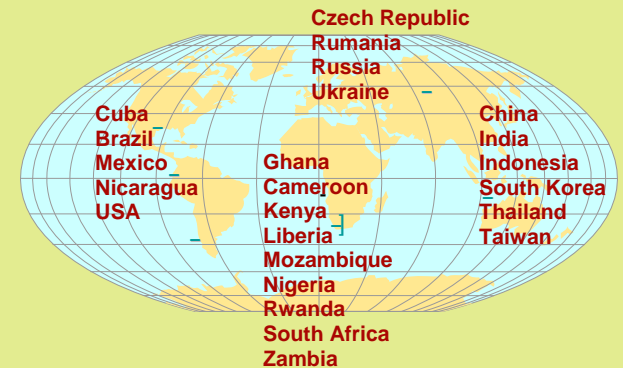 Czech Republic
Rumania
Russia
Ukraine
Cuba
Brazil
Mexico
Nicaragua
USA
Ghana
Cameroon
Kenya
Liberia
Mozambique
Nigeria
Rwanda
South Africa
Zambia
China
India
Indonesia
South Korea
Thailand
Taiwan